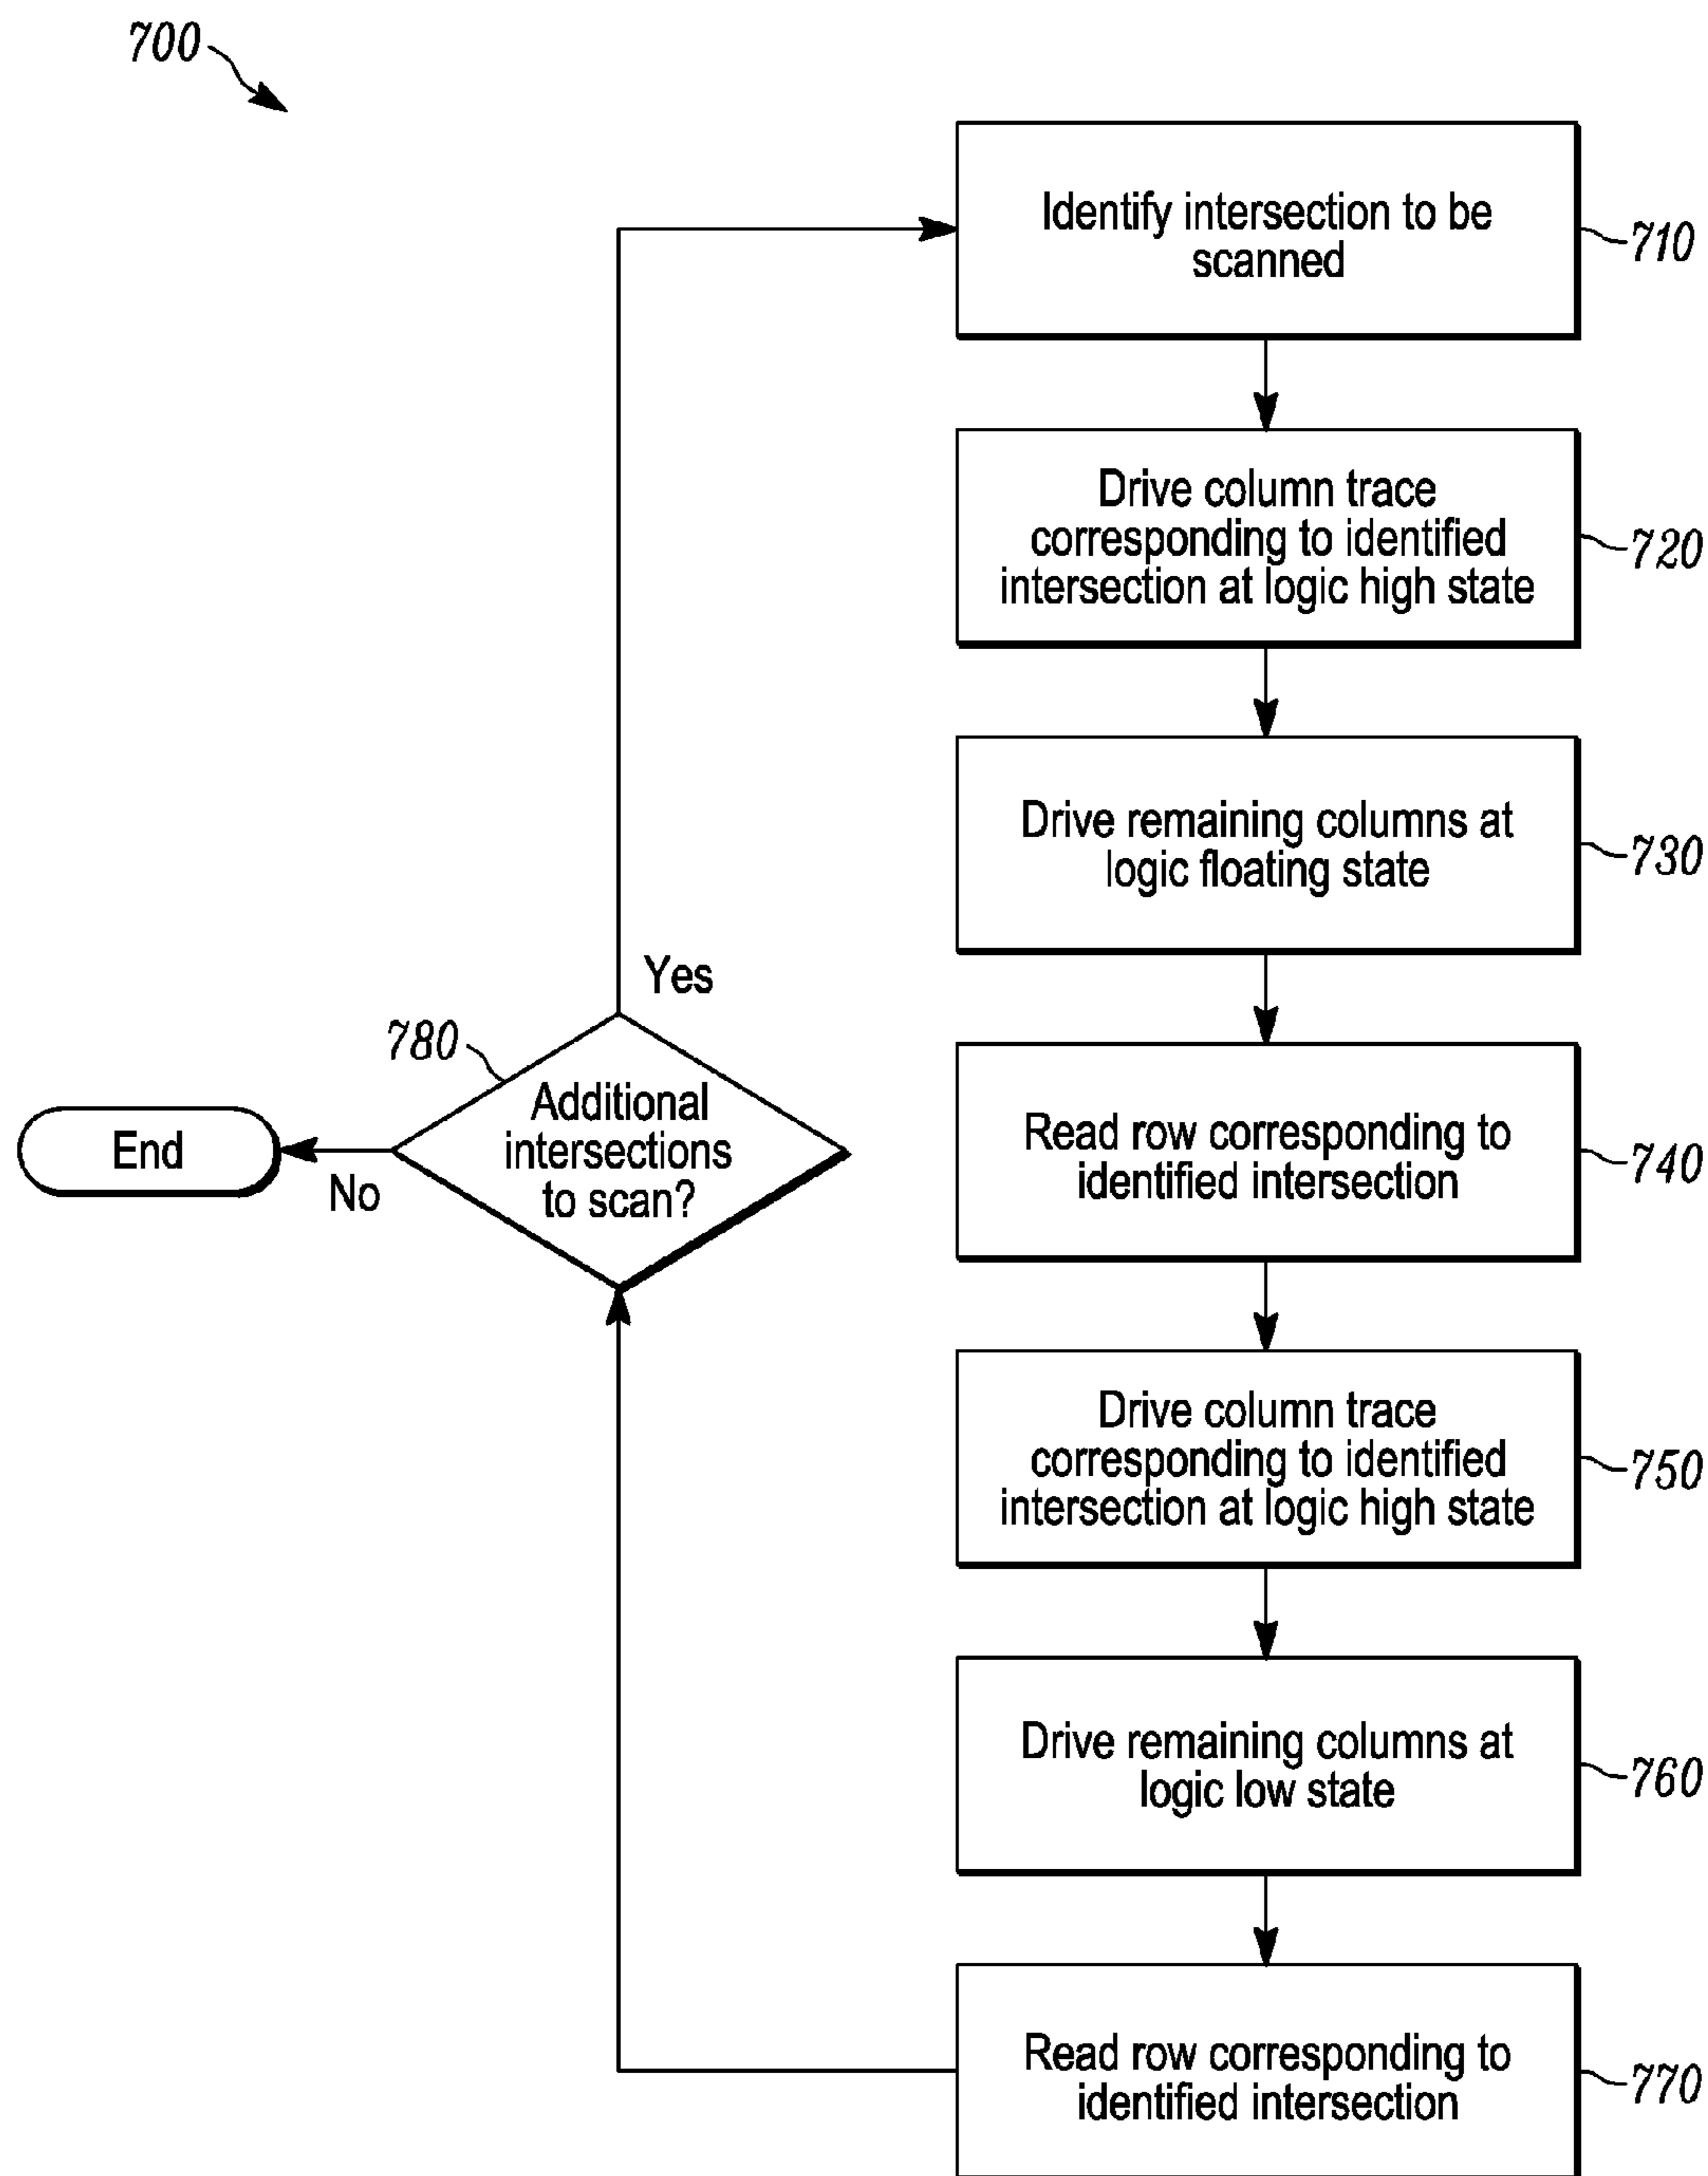 700
Identify intersection to be
scanned
710
Drive column trace
corresponding to identified
intersection at logic high state
720
Drive remaining columns at
logic floating state
730
Yes
780
Additional
intersections
to scan?
End
No
Read row corresponding to
identified intersection
740
Drive column trace
corresponding to identified
intersection at logic high state
750
Drive remaining columns at
logic low state
760
Read row corresponding to
identified intersection
770